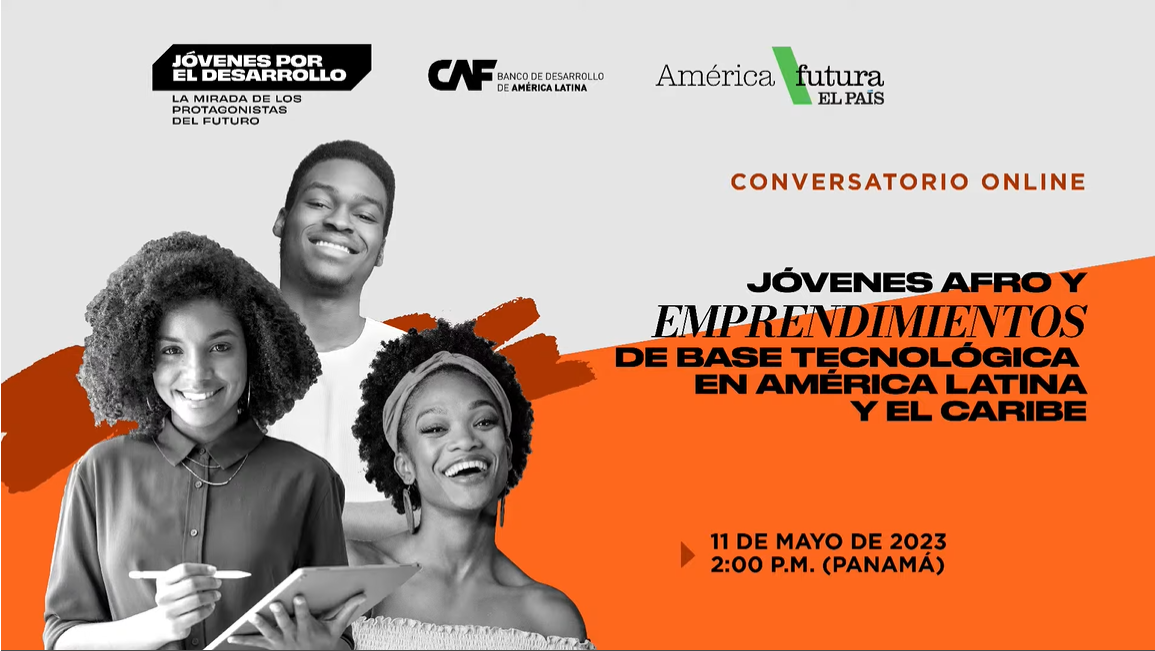 JÓVENES POR
EL DESARROLLO
LA MIRADA DE LOS
PROTAGONISTAS
DEL FUTURO
CAF BANCO DE DESARROLLO
DE AMÉRICA LATINA
América futura
EL PAÍS
CONVERSATORIO ONLINE
JÓVENES AFRO Y
EMPRENDIMIENTOS
DE BASE TECNOLÓGICA
EN AMÉRICA LATINA
Y EL CARIBE
11 DE MAYO DE 2023
2:00 P.M. (PANAMÁ)